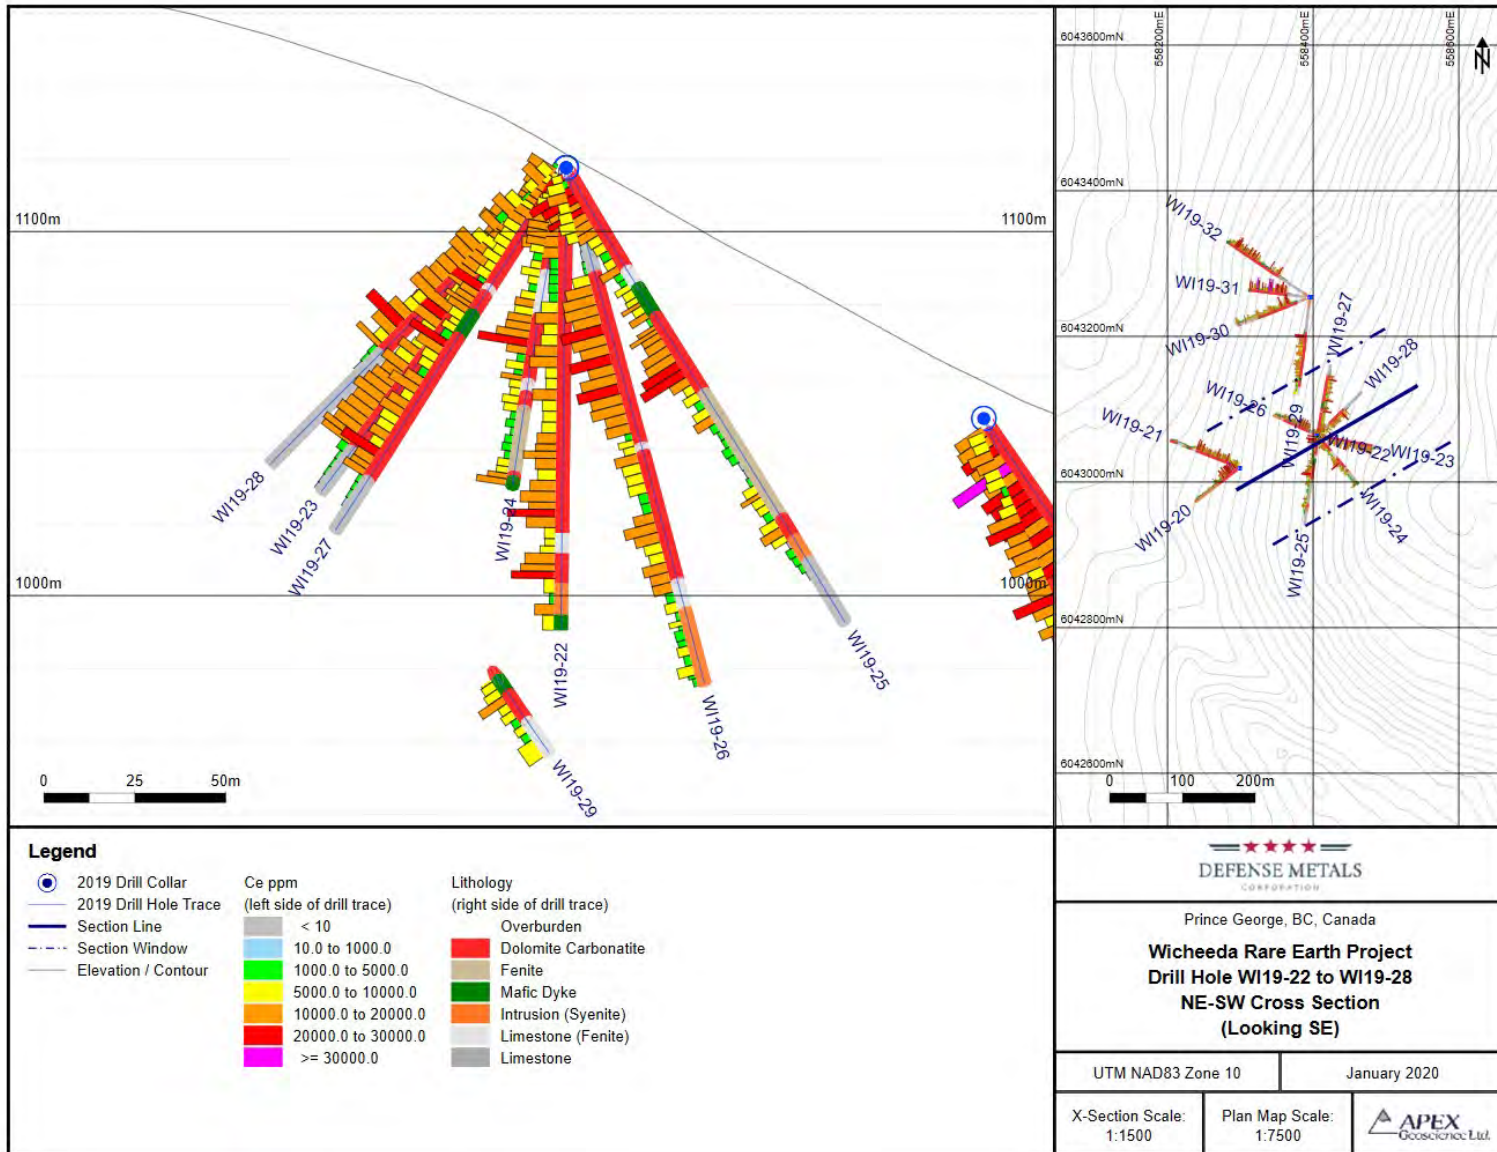 1100m
1100m
1000m
1000m
WI19-28
WI19-23
WI19-27
WI19-24
WI19-22
WI19-26
WI19-25
WI19-29
0 25 50m
6043600mN
6043400mN
6043200mN
6043000mN
6042800mN
6042600mN
558200mE
558400mE
558600mE
N
WI19-32
WI19-31
WI19-30
WI19-27
WI19-28
WI19-26
WI19-29
WI19-21
WI19-22
WI19-23
WI19-20
WI19-24
WI19-25
0 100 200m
Legend
2019 Drill Collar
2019 Drill Hole Trace
Section Line
Section Window
Elevation / Contour
Ce ppm
(left side of drill trace)
< 10
10.0 to 1000.0
1000.0 to 5000.0
5000.0 to 10000.0
10000.0 to 20000.0
20000.0 to 30000.0
>= 30000.0
Lithology
(right side of drill trace)
Overburden
Dolomite Carbonatite
Fenite
Mafic Dyke
Intrusion (Syenite)
Limestone (Fenite)
Limestone
DEFENSE METALS
CORPORATION
Prince George, BC, Canada
Wicheeda Rare Earth Project
Drill Hole WI19-22 to WI19-28
NE-SW Cross Section
(Looking SE)
UTM NAD83 Zone 10
January 2020
X-Section Scale:
1:1500
Plan Map Scale:
1:7500
APEX
Geoscience Ltd.